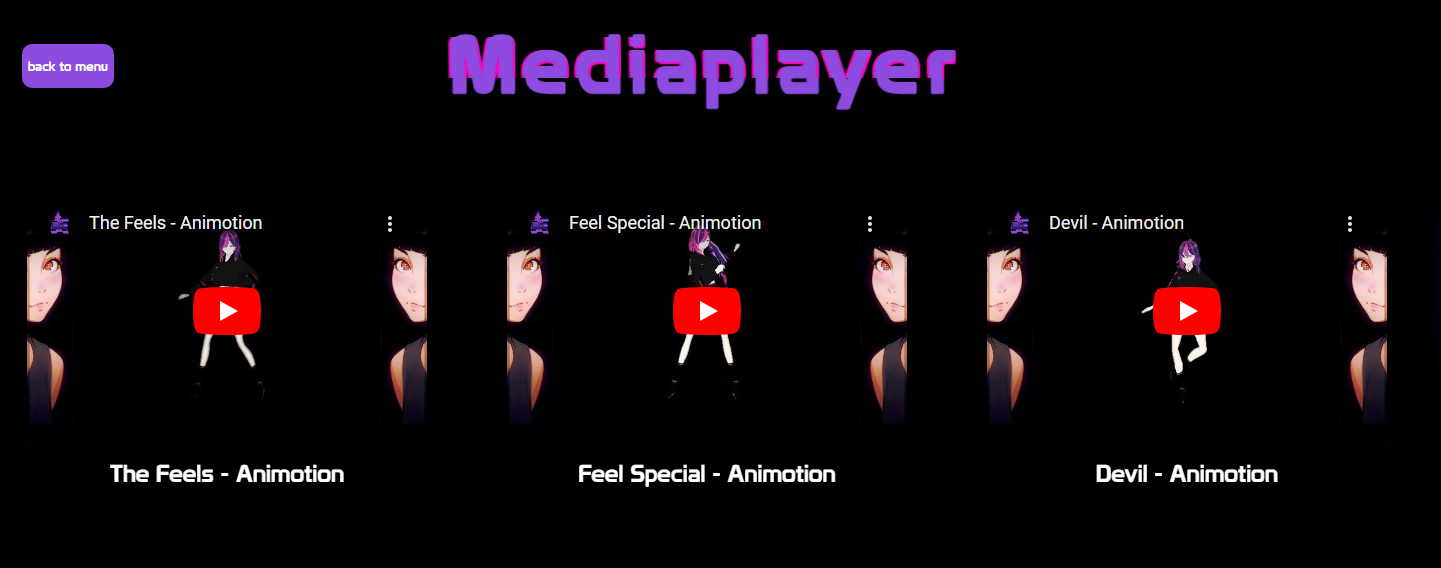 back to menu
Mediaplayer
The Feels - Animotion
Feel Special - Animotion
Devil - Animotion
The Feels - Animotion
Feel Special - Animotion
Devil - Animotion